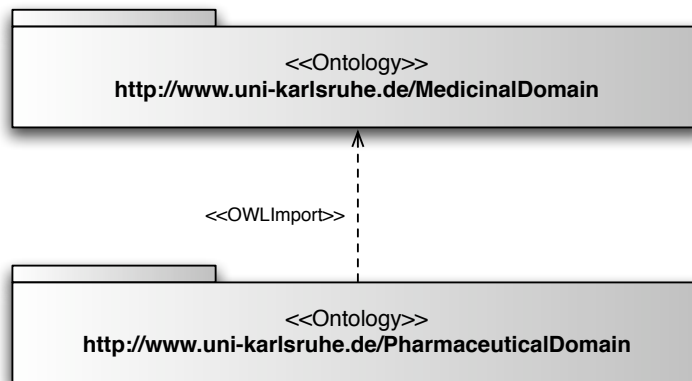 <<Ontology>>
http://www.uni-karlsruhe.de/MedicinalDomain
<<OWLImport>>
<<Ontology>>
http://www.uni-karlsruhe.de/PharmaceuticalDomain